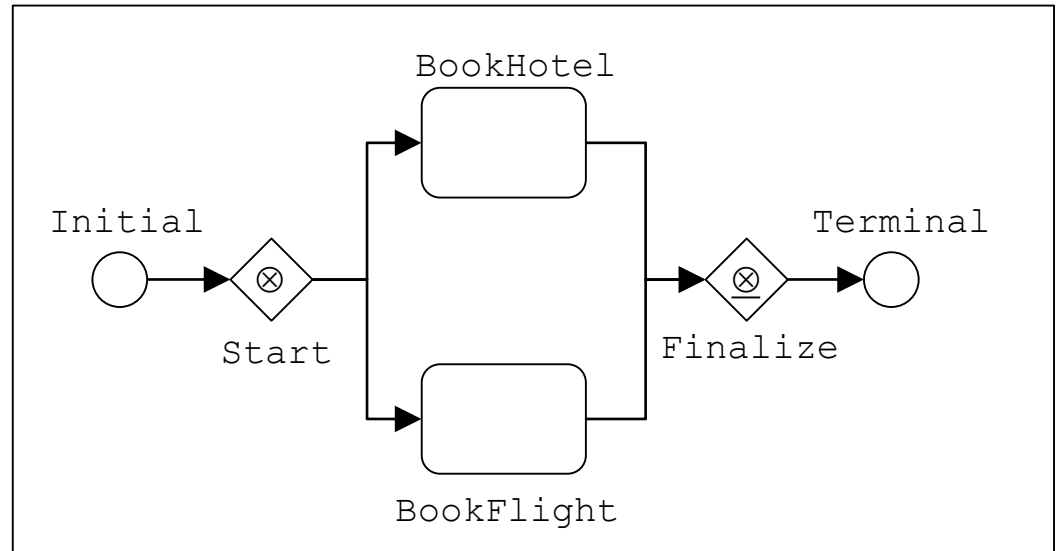 BookHotel
Initial
Terminal
Start
Finalize
BookFlight